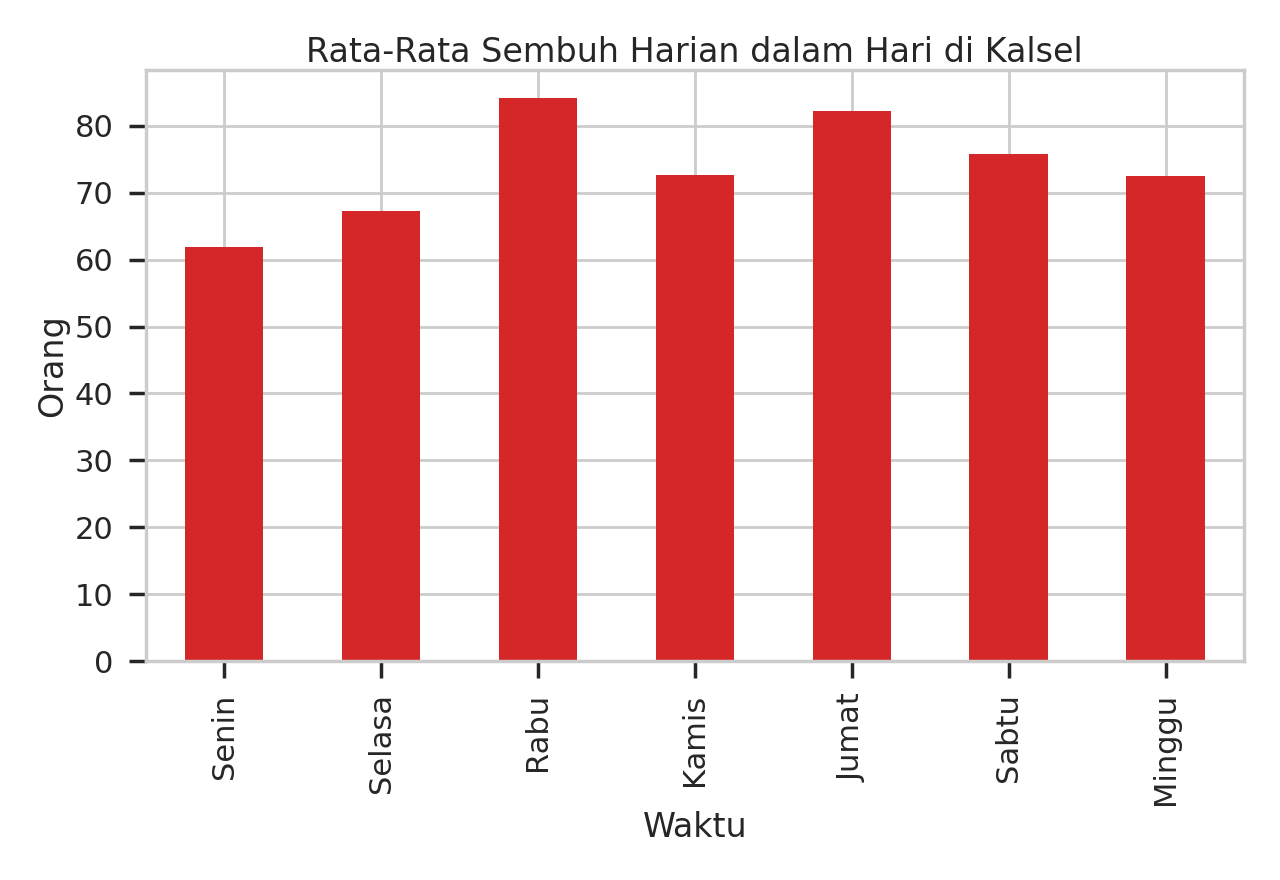 Rata-Rata Sembuh Harian dalam Hari di Kalsel
Orang
80
70
60
50
40
30
20
10
0
Senin
Selasa
Rabu
Kamis
Jumat
Sabtu
Minggu
Waktu